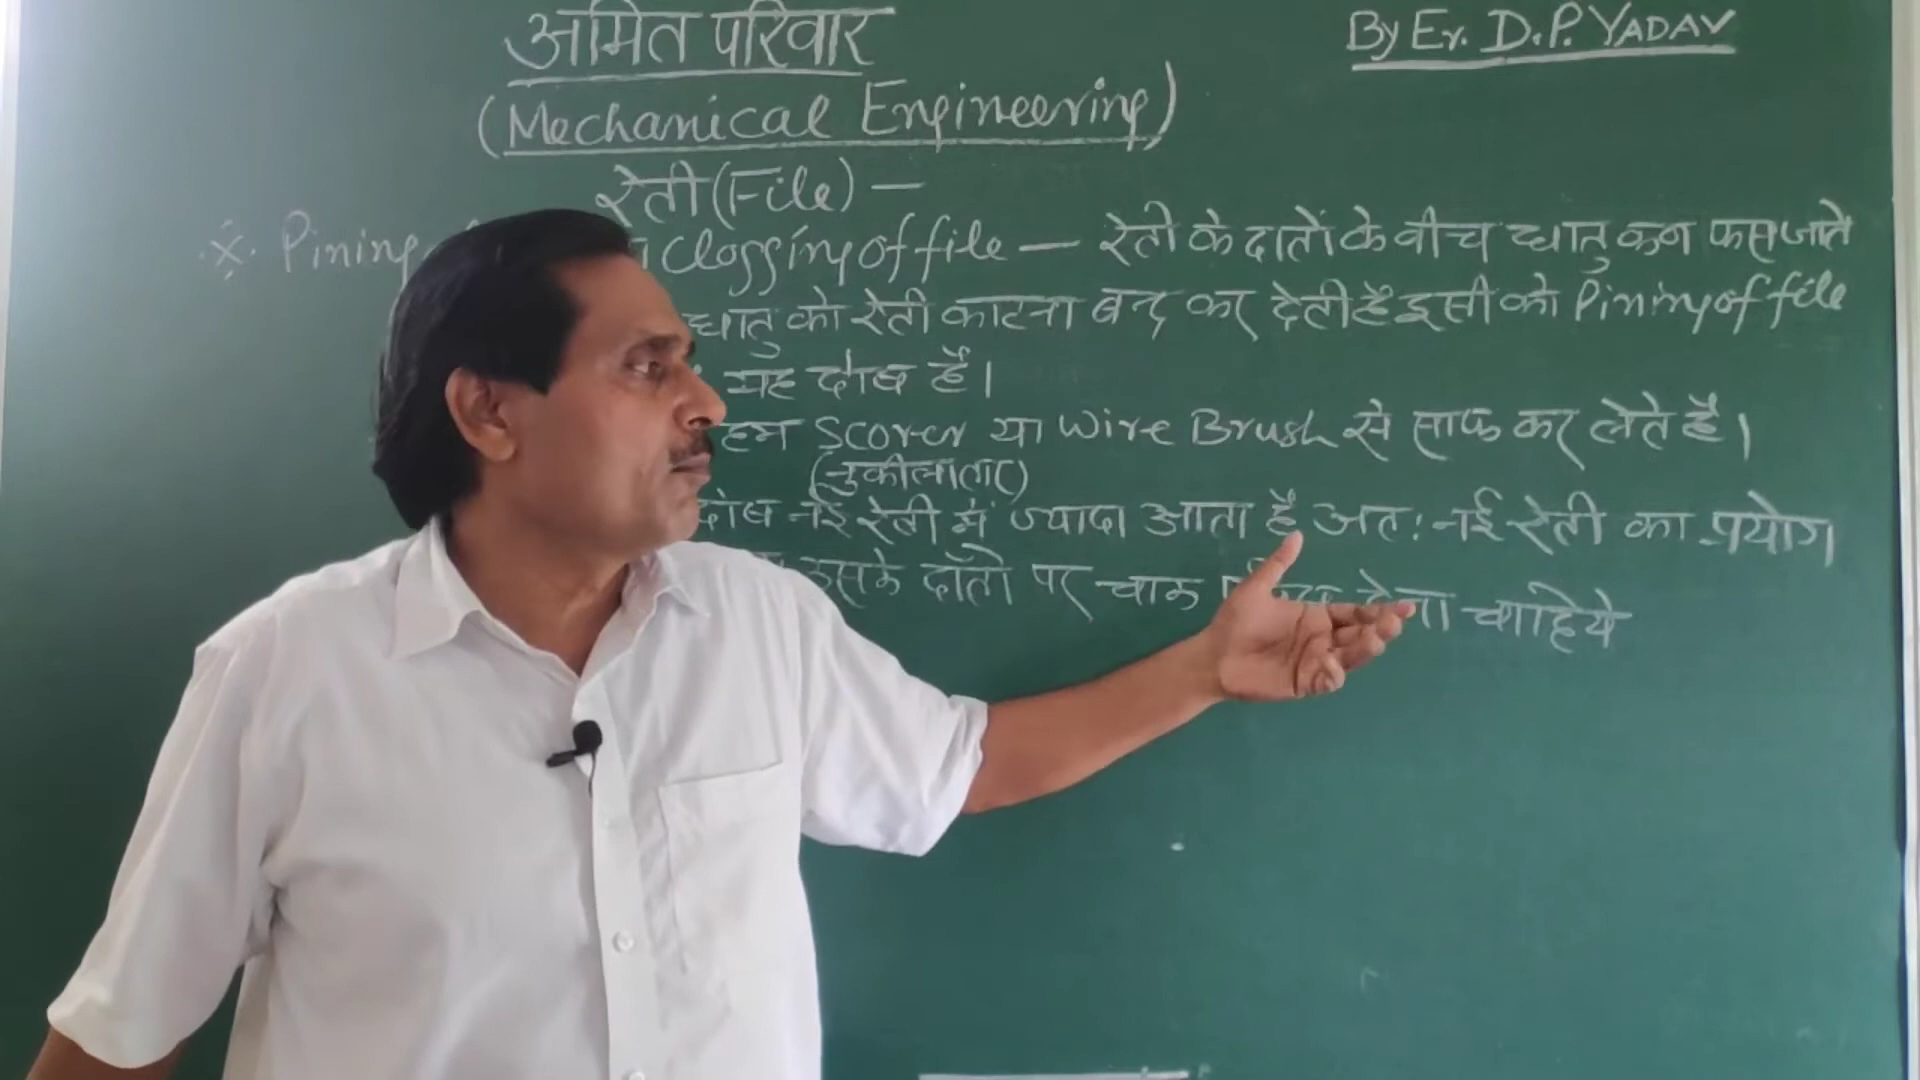 अमित परिवार
By Er. D.P. YADAV
(Mechanical Engineering)
रेती (File) —
Pining clogging of file — रेती के दातों के बीच धातु कन फस जाते
धातु को रेती काटना बन्द कर देती है इसी को Pining of file
यह दोष है।
हम Scorer या Wire Brush से साफ कर लेते है।
(नुकीला तार)
दोष नई रेती में ज्यादा आता है अतः नई रेती का प्रयोग
उसके दाँतो पर चाक देना चाहिये